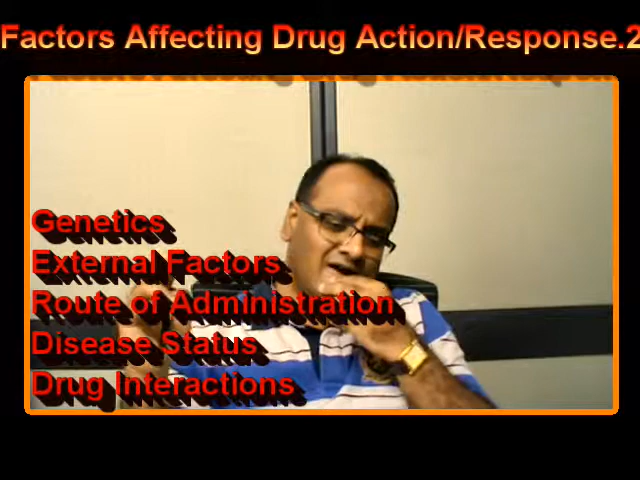 Factors Affecting Drug Action/Response.2
Genetics
External Factors
Route of Administration
Disease Status
Drug Interactions